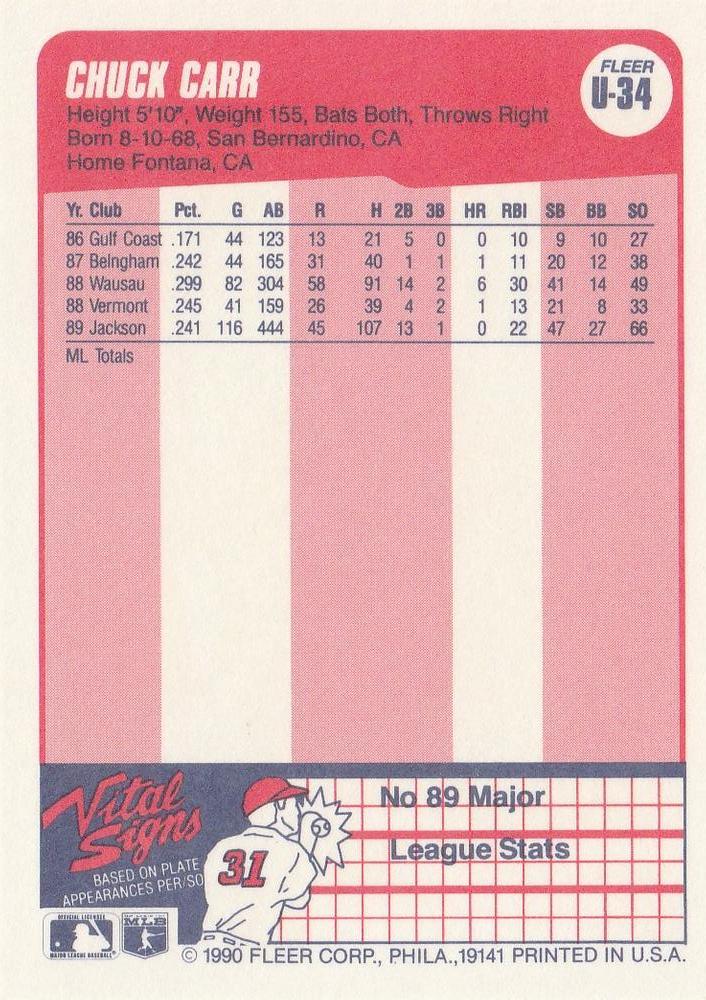 CHUCK CARR
FLEER
U-34
Height 5'10", Weight 155, Bats Both, Throws Right
Born 8-10-68, San Bernardino, CA
Home Fontana, CA
Yr. Club Pct. G AB R H 2B 3B HR RBI SB BB SO
86 Gulf Coast .171 44 123 13 21 5 0 0 10 9 10 27
87 Belngham .242 44 165 31 40 1 1 1 11 20 12 38
88 Wausau .299 82 304 58 91 14 2 6 30 41 14 49
88 Vermont .245 41 159 26 39 4 2 1 13 21 8 33
89 Jackson .241 116 444 45 107 13 1 0 22 47 27 66
ML Totals
Vital
Signs
BASED ON PLATE
APPEARANCES PER/SO
31
No 89 Major
League Stats
OFFICIAL LICENSEE
MAJOR LEAGUE BASEBALL
MLB
© 1990 FLEER CORP., PHILA.,19141 PRINTED IN U.S.A.